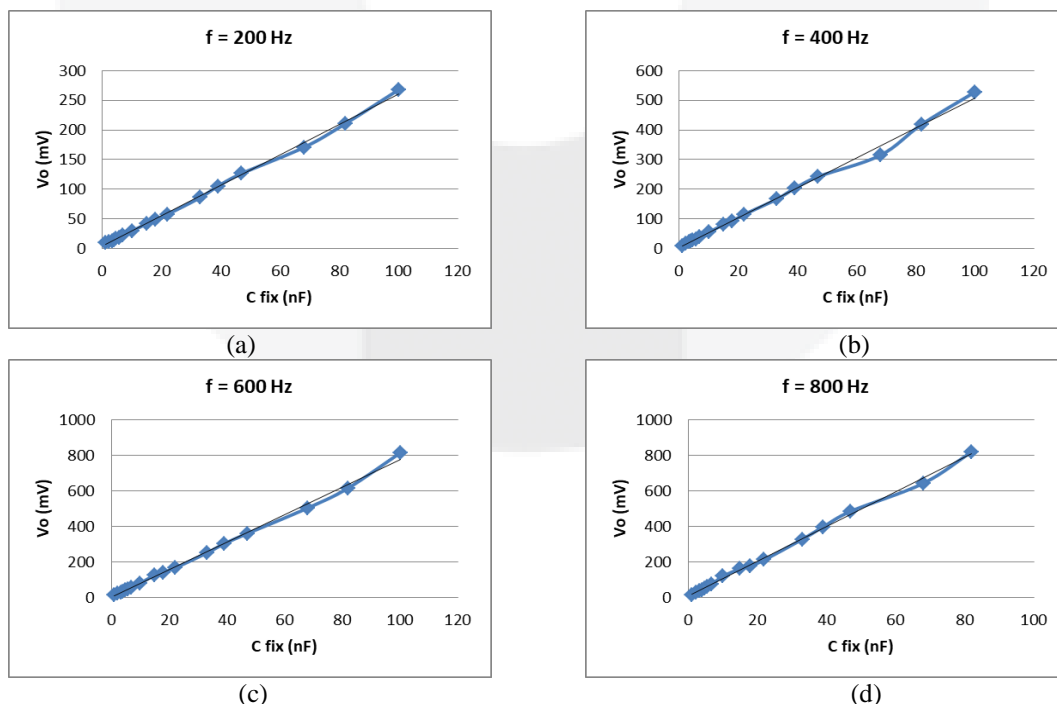 f = 200 Hz
Vo (mV)
300
250
200
150
100
50
0
0 20 40 60 80 100 120
C fix (nF)
(a)
f = 400 Hz
Vo (mV)
600
500
400
300
200
100
0
0 20 40 60 80 100 120
C fix (nF)
(b)
f = 600 Hz
Vo (mV)
1000
800
600
400
200
0
0 20 40 60 80 100 120
C fix (nF)
(c)
f = 800 Hz
Vo (mV)
1000
800
600
400
200
0
0 20 40 60 80 100
C fix (nF)
(d)